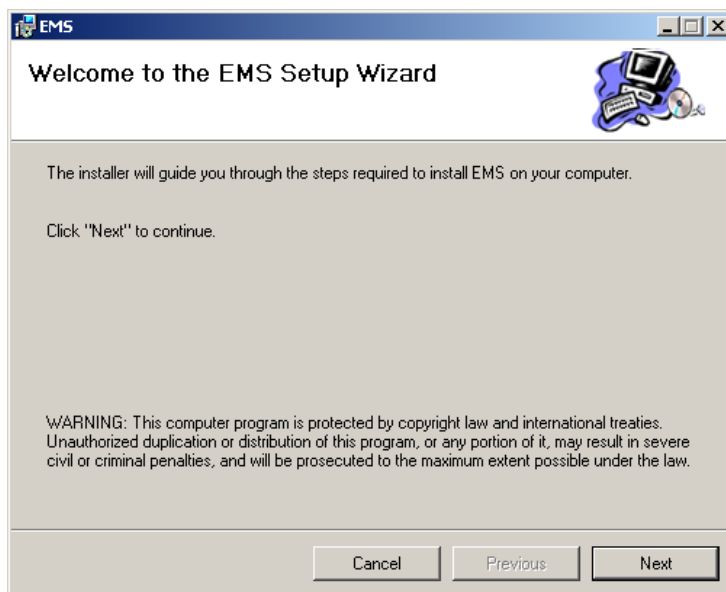 EMS
Welcome to the EMS Setup Wizard
The installer will guide you through the steps required to install EMS on your computer.
Click "Next" to continue.
WARNING: This computer program is protected by copyright law and international treaties.
Unauthorized duplication or distribution of this program, or any portion of it, may result in severe
civil or criminal penalties, and will be prosecuted to the maximum extent possible under the law.
Cancel Previous Next